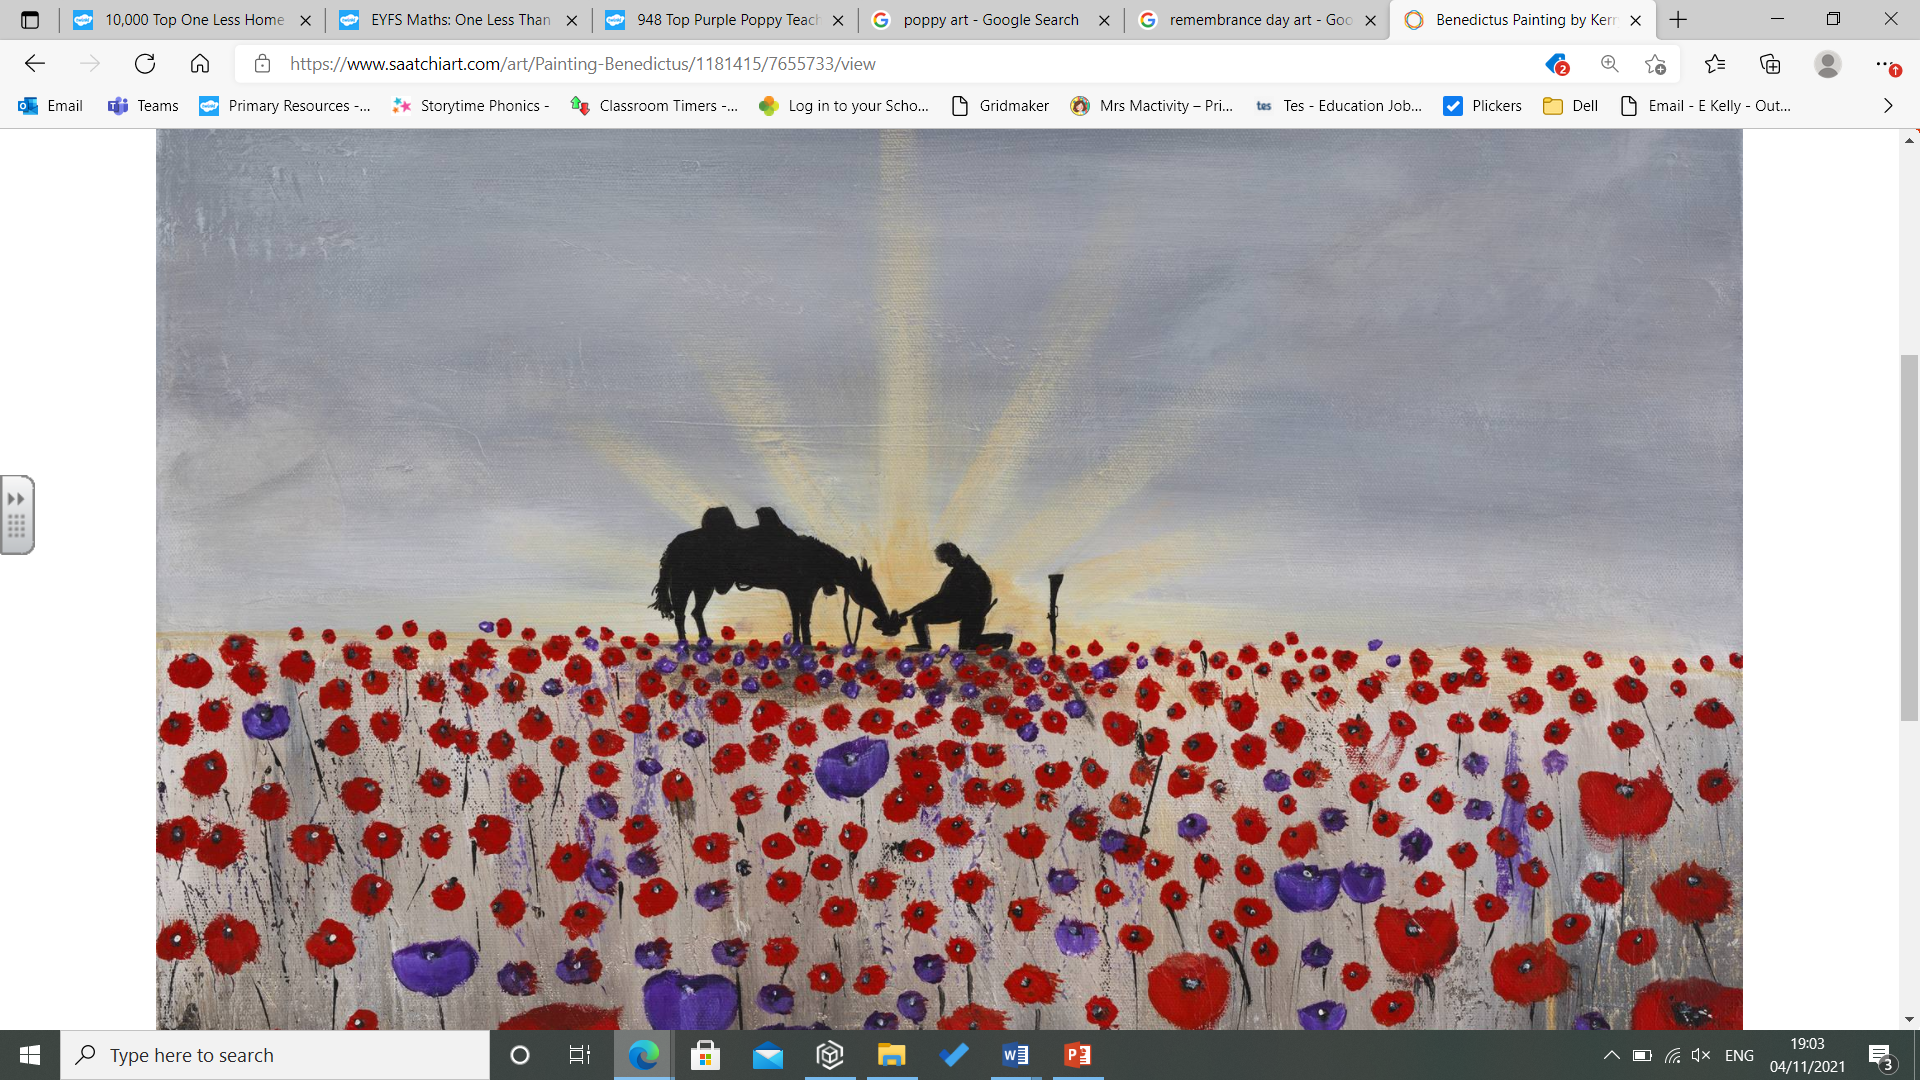 10,000 Top One Less Home
EYFS Maths: One Less Than
948 Top Purple Poppy Teach
poppy art - Google Search
remembrance day art - Goo
Benedictus Painting by Kerr
https://www.saatchiart.com/art/Painting-Benedictus/1181415/7655733/view
2
Email
Teams
Primary Resources -...
Storytime Phonics -
Classroom Timers -...
Log in to your Scho...
Gridmaker
Mrs Mactivity – Pri...
tes
Tes - Education Job...
Plickers
Dell
Email - E Kelly - Out...
Type here to search
ENG
19:03
04/11/2021
3